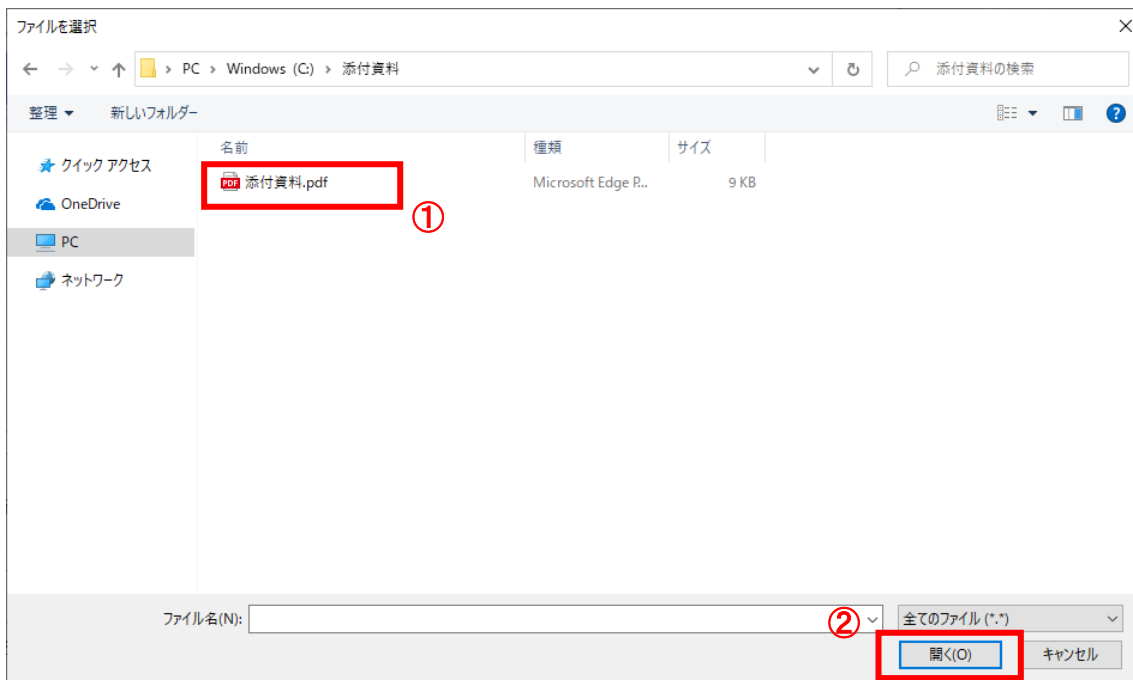 ファイルを選択
PC › Windows (C:) › 添付資料
添付資料の検索
整理 新しいフォルダー
名前 種類 サイズ
クイック アクセス
添付資料.pdf Microsoft Edge P... 9 KB
①
OneDrive
PC
ネットワーク
ファイル名(N):
②
全てのファイル (*.*)
開く(O) キャンセル